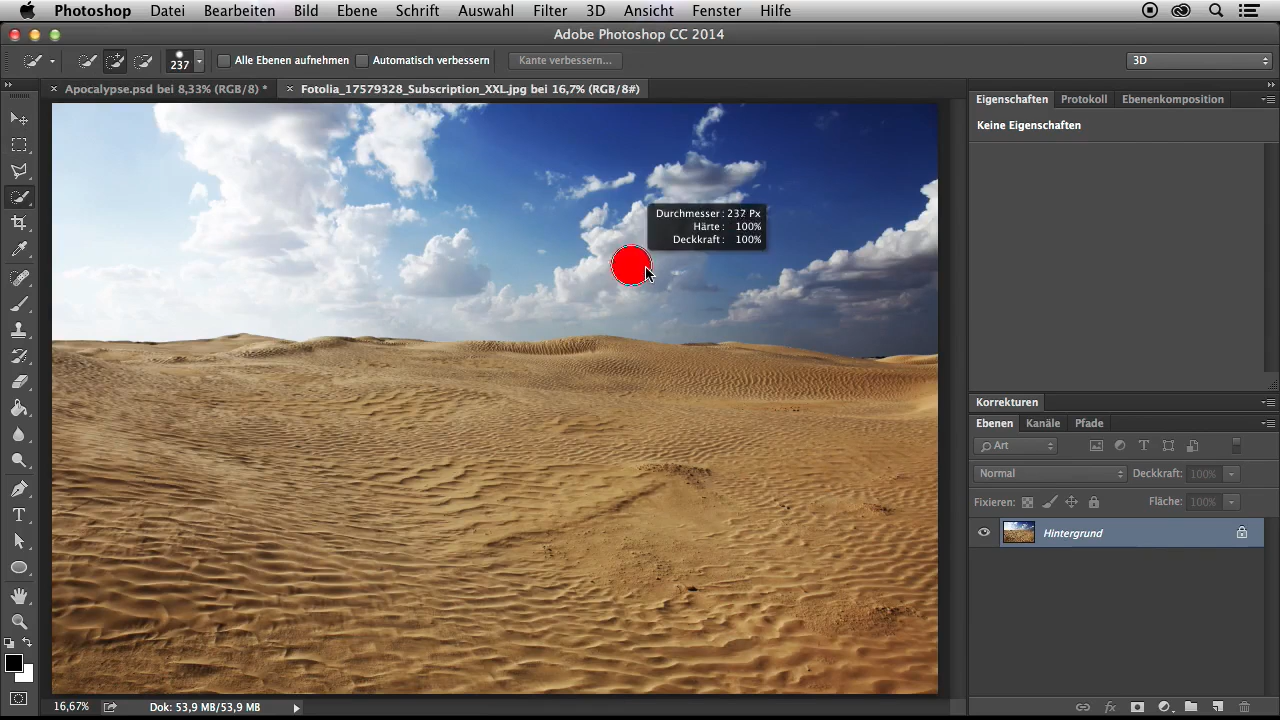 Photoshop Datei Bearbeiten Bild Ebene Schrift Auswahl Filter 3D Ansicht Fenster Hilfe
Adobe Photoshop CC 2014
237 Alle Ebenen aufnehmen Automatisch verbessern Kante verbessern... 3D
Apocalypse.psd bei 8,33% (RGB/8) * Fotolia_17579328_Subscription_XXL.jpg bei 16,7% (RGB/8#)
Eigenschaften Protokoll Ebenenkomposition
Keine Eigenschaften
Durchmesser: 237 Px
Härte: 100%
Deckkraft: 100%
Korrekturen
Ebenen Kanäle Pfade
Art
Normal Deckkraft: 100%
Fixieren: Fläche: 100%
Hintergrund
16,67% Dok: 53,9 MB/53,9 MB